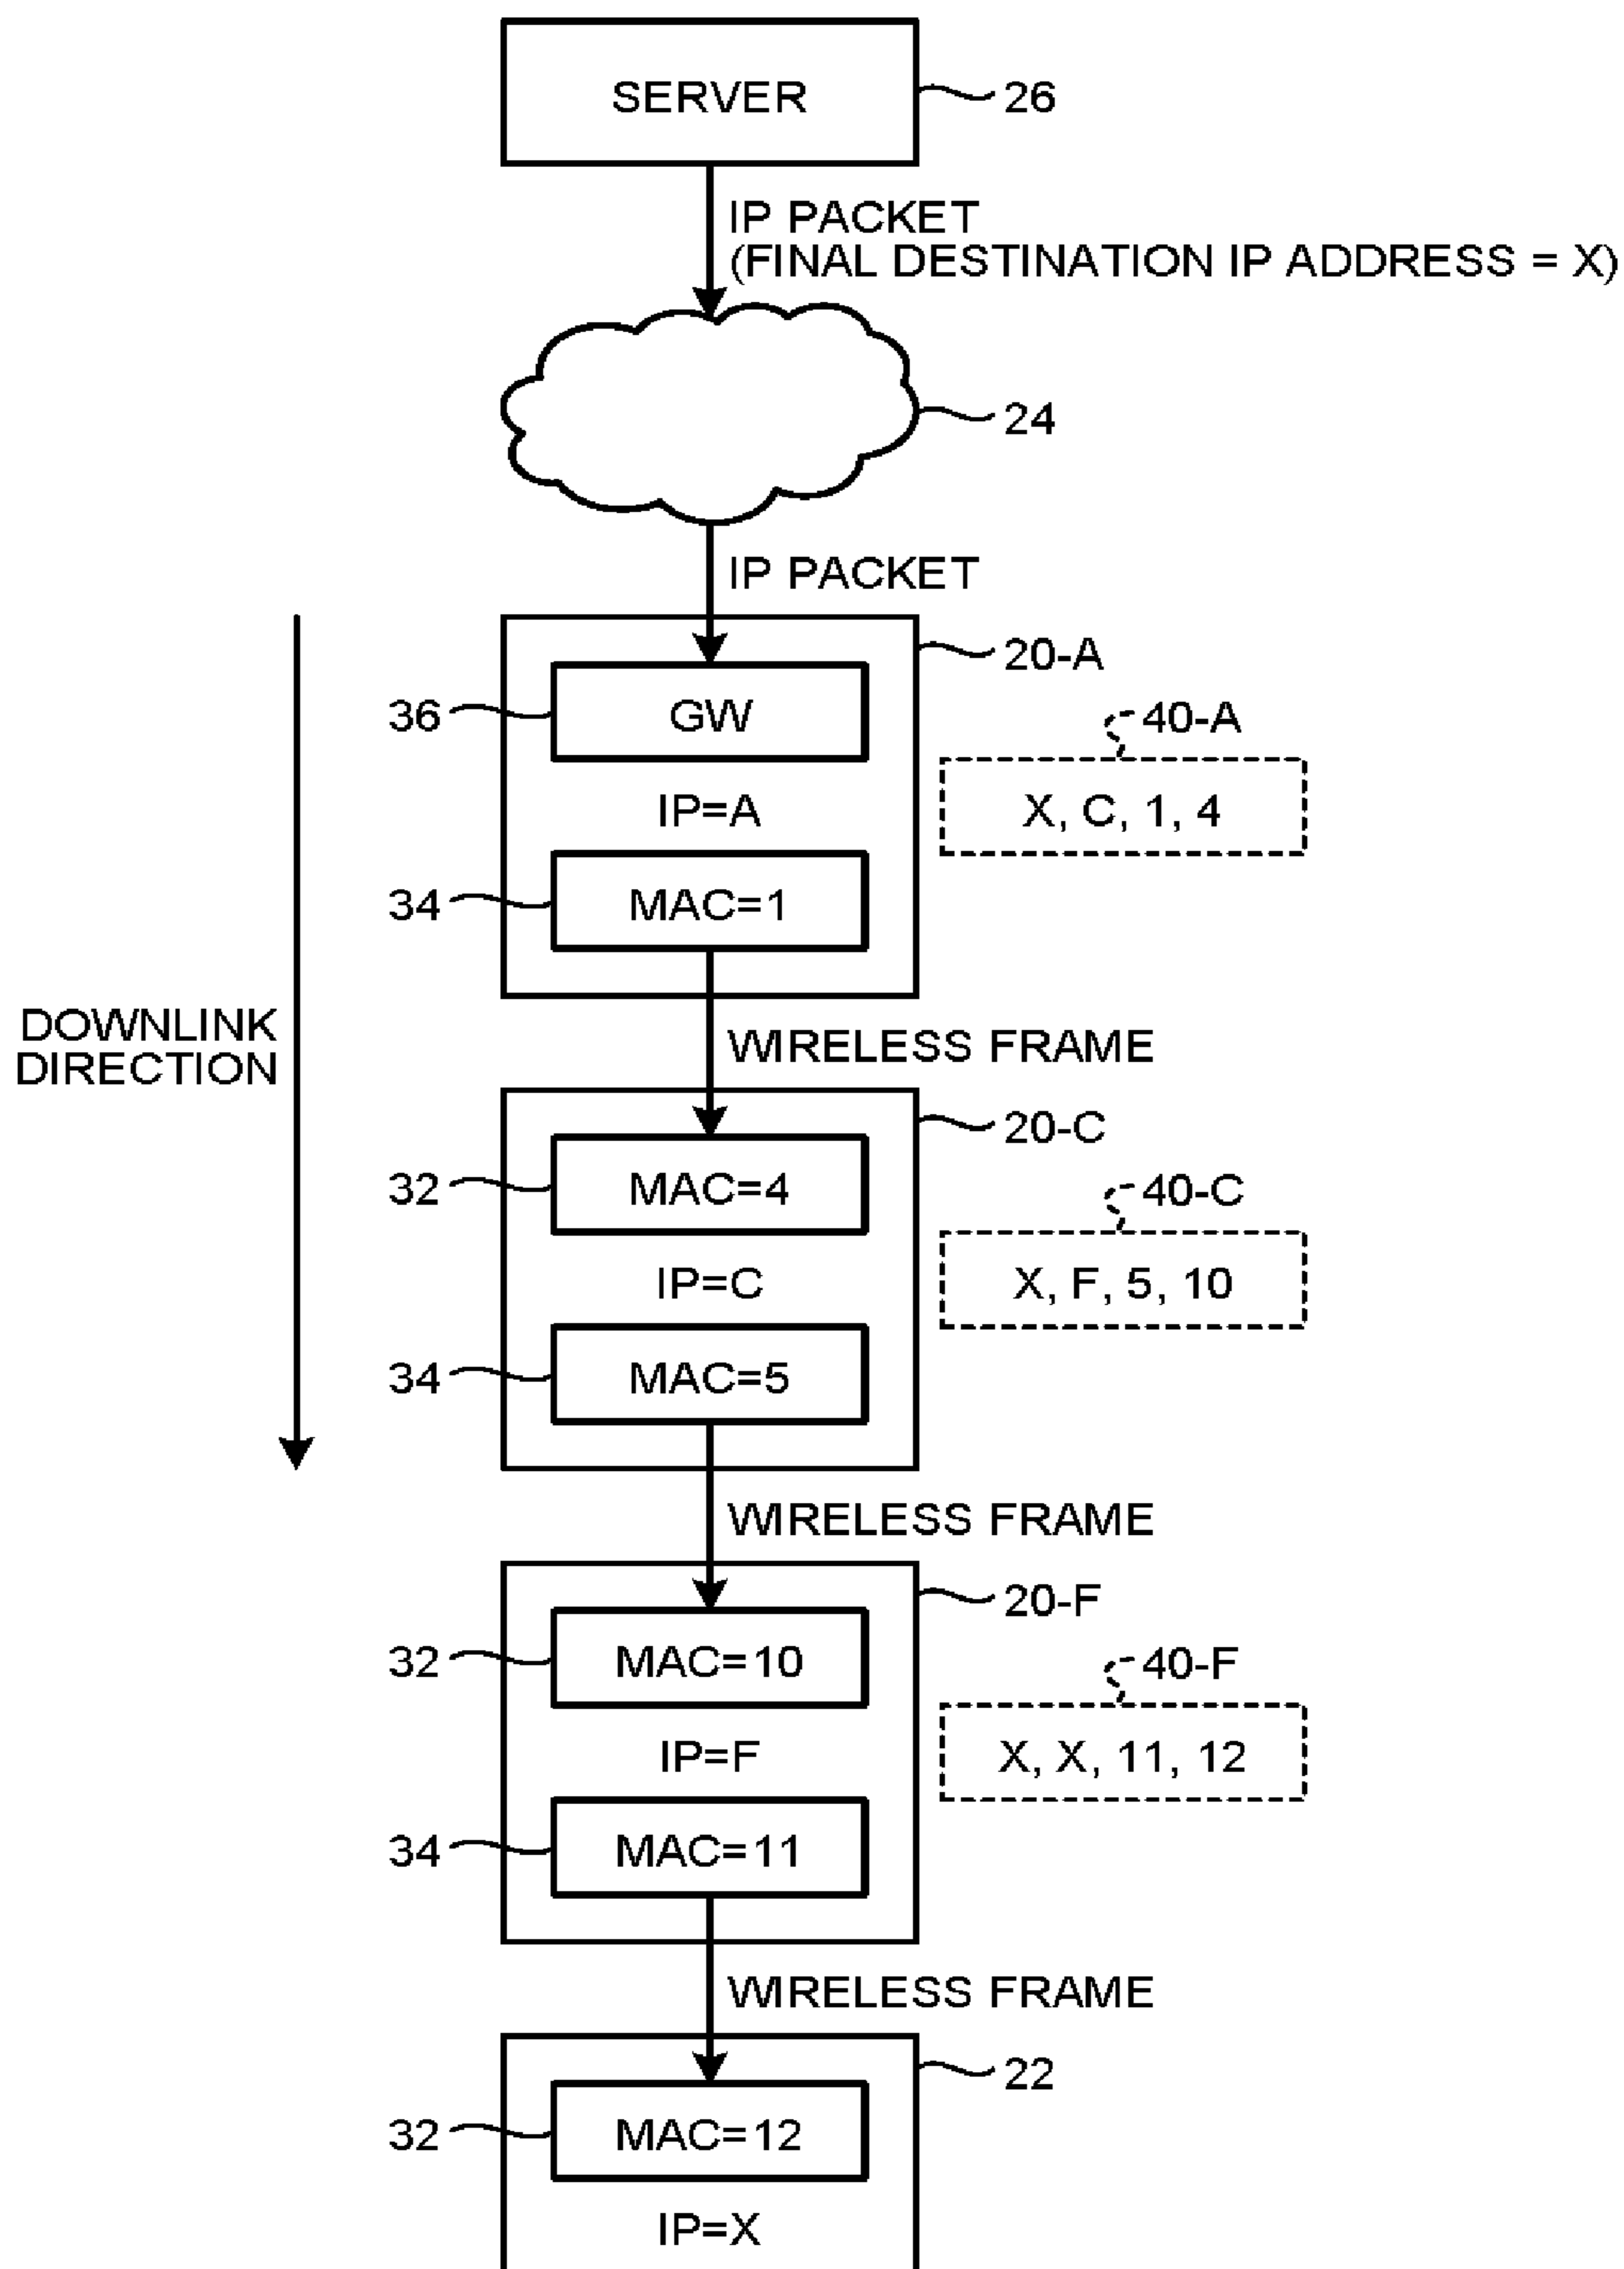 SERVER
26
IP PACKET
(FINAL DESTINATION IP ADDRESS = X)
24
IP PACKET
20-A
36
GW
40-A
IP=A
X, C, 1, 4
34
MAC=1
DOWNLINK
DIRECTION
WIRELESS FRAME
20-C
32
MAC=4
40-C
IP=C
X, F, 5, 10
34
MAC=5
WIRELESS FRAME
20-F
32
MAC=10
40-F
IP=F
X, X, 11, 12
34
MAC=11
WIRELESS FRAME
22
32
MAC=12
IP=X